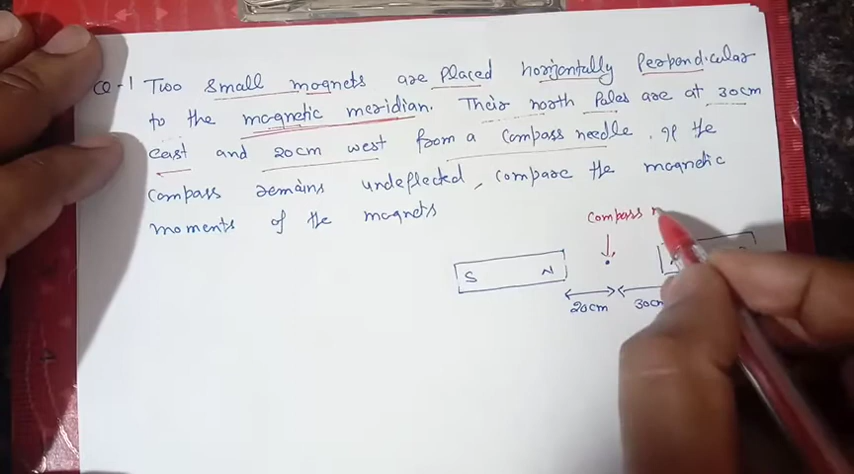 Q-1 Two small magnets are placed horizontally Perpendicular
to the magnetic meridian. Their north Poles are at 30cm
east and 20cm west from a compass needle. If the
compass remains undeflected, compare the magnetic
moments of the magnets
compass
S N
20cm 30cm